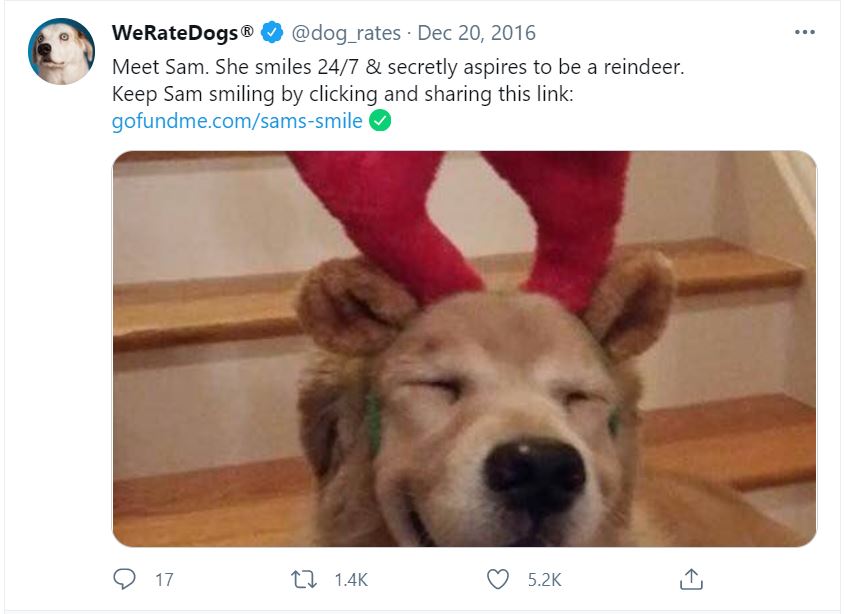 WeRateDogs® @dog_rates · Dec 20, 2016
Meet Sam. She smiles 24/7 & secretly aspires to be a reindeer.
Keep Sam smiling by clicking and sharing this link:
gofundme.com/sams-smile
17 1.4K 5.2K